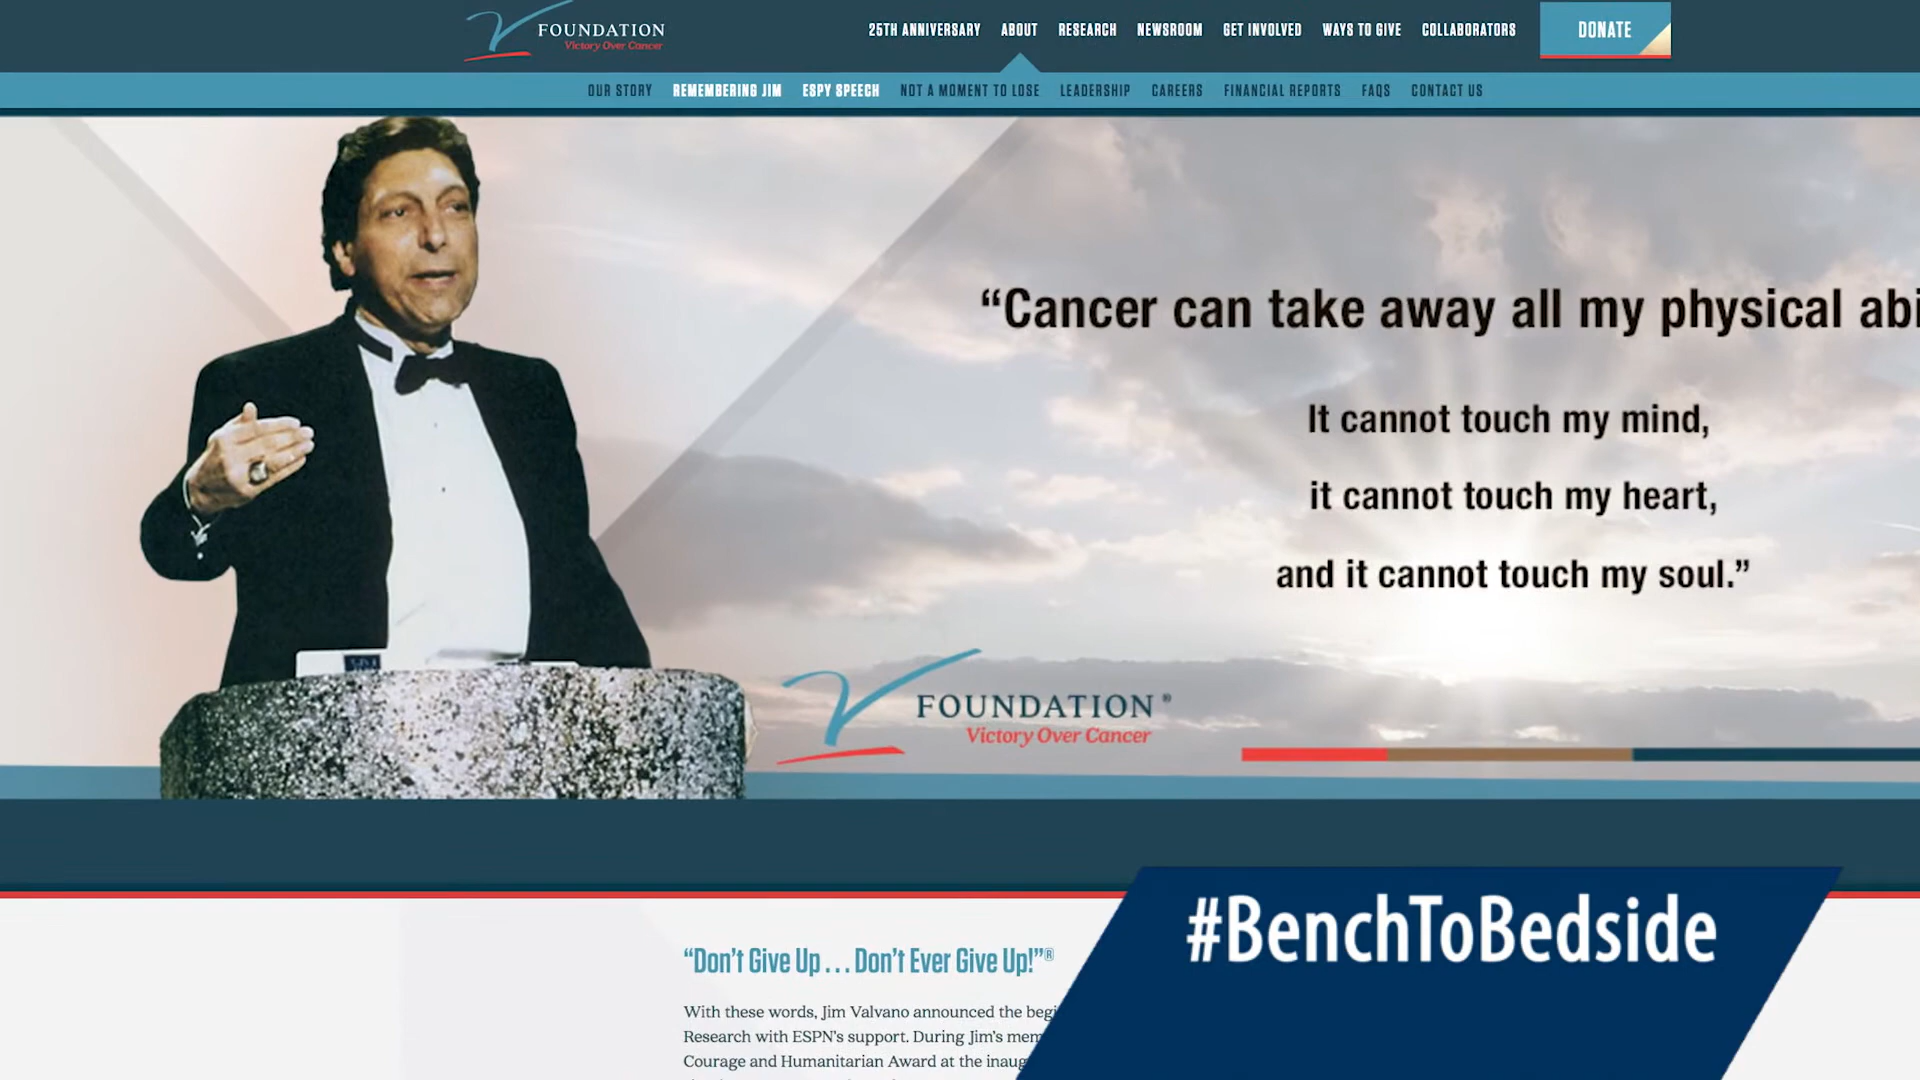 FOUNDATION
Victory Over Cancer
25TH ANNIVERSARY ABOUT RESEARCH NEWSROOM GET INVOLVED WAYS TO GIVE COLLABORATORS DONATE
OUR STORY REMEMBERING JIM ESPY SPEECH NOT A MOMENT TO LOSE LEADERSHIP CAREERS FINANCIAL REPORTS FAQS CONTACT US
“Cancer can take away all my physical abi
It cannot touch my mind,
it cannot touch my heart,
and it cannot touch my soul.”
V FOUNDATION®
Victory Over Cancer
#BenchToBedside
“Don’t Give Up . . . Don’t Ever Give Up!”®
With these words, Jim Valvano announced the begi
Research with ESPN’s support. During Jim’s mem
Courage and Humanitarian Award at the inaug